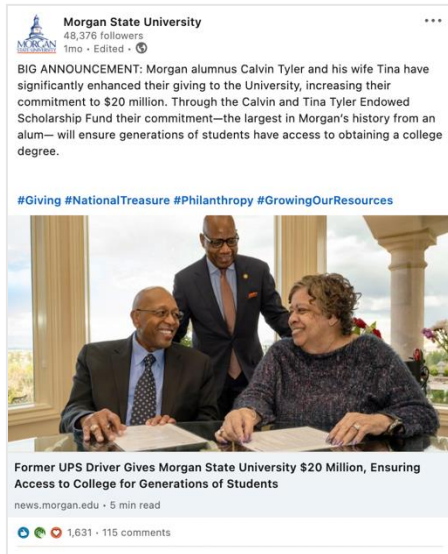 MORGAN
STATE UNIVERSITY
Morgan State University
48,376 followers
1mo • Edited •
BIG ANNOUNCEMENT: Morgan alumnus Calvin Tyler and his wife Tina have
significantly enhanced their giving to the University, increasing their
commitment to $20 million. Through the Calvin and Tina Tyler Endowed
Scholarship Fund their commitment—the largest in Morgan's history from an
alum— will ensure generations of students have access to obtaining a college
degree.
#Giving #NationalTreasure #Philanthropy #GrowingOurResources
Former UPS Driver Gives Morgan State University $20 Million, Ensuring
Access to College for Generations of Students
news.morgan.edu • 5 min read
1,631 · 115 comments